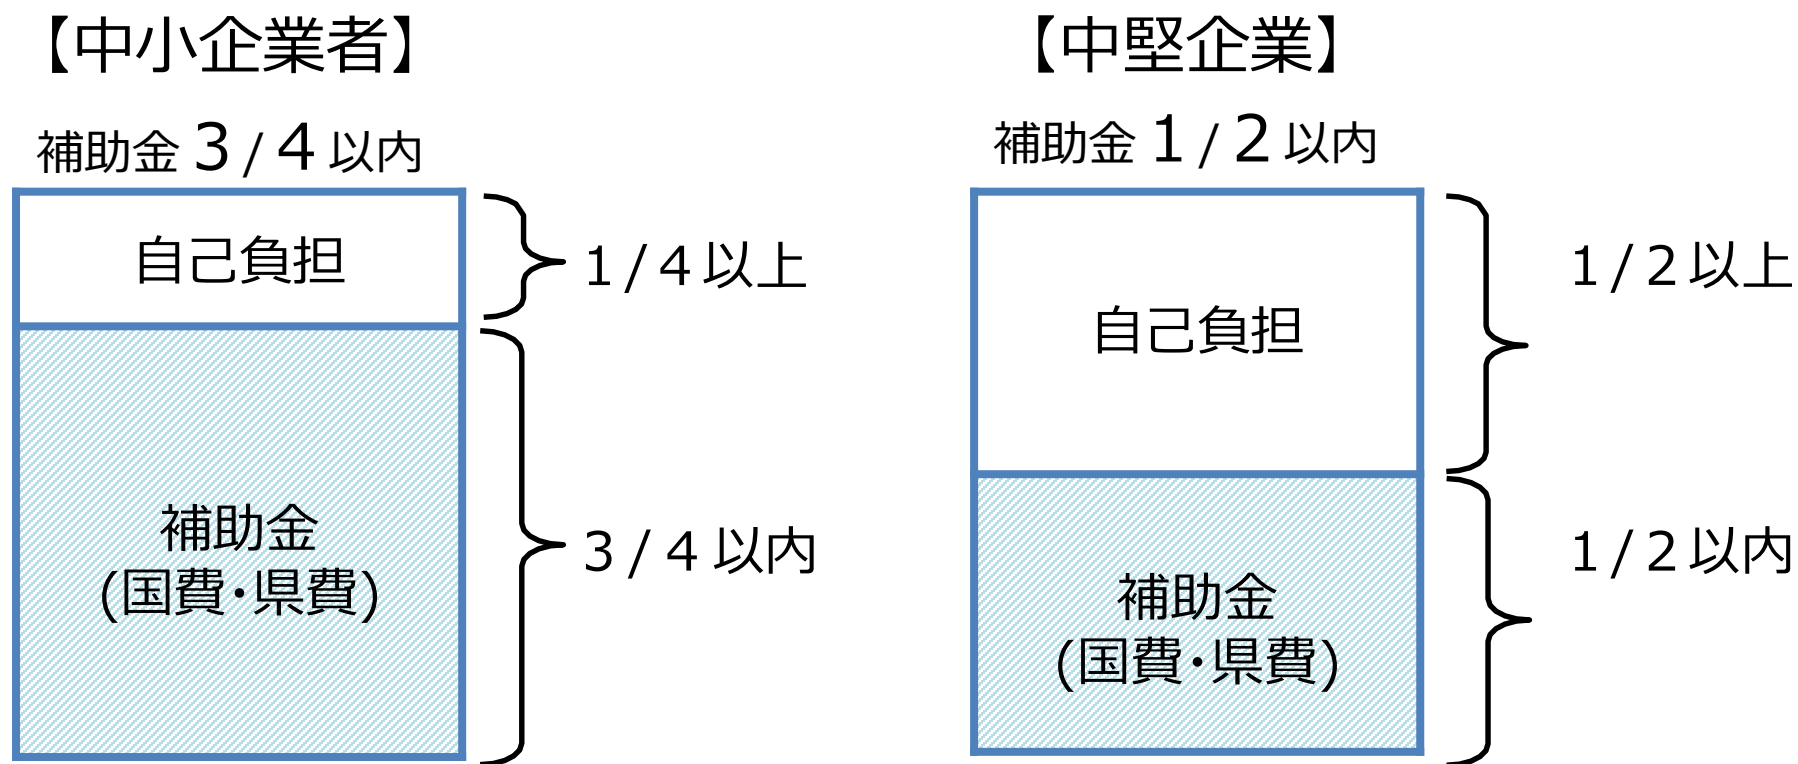 【中小企業者】
補助金 3/4 以内
自己負担
1/4以上
補助金
(国費・県費)
3/4以内
【中堅企業】
補助金 1/2 以内
自己負担
1/2以上
補助金
(国費・県費)
1/2以内